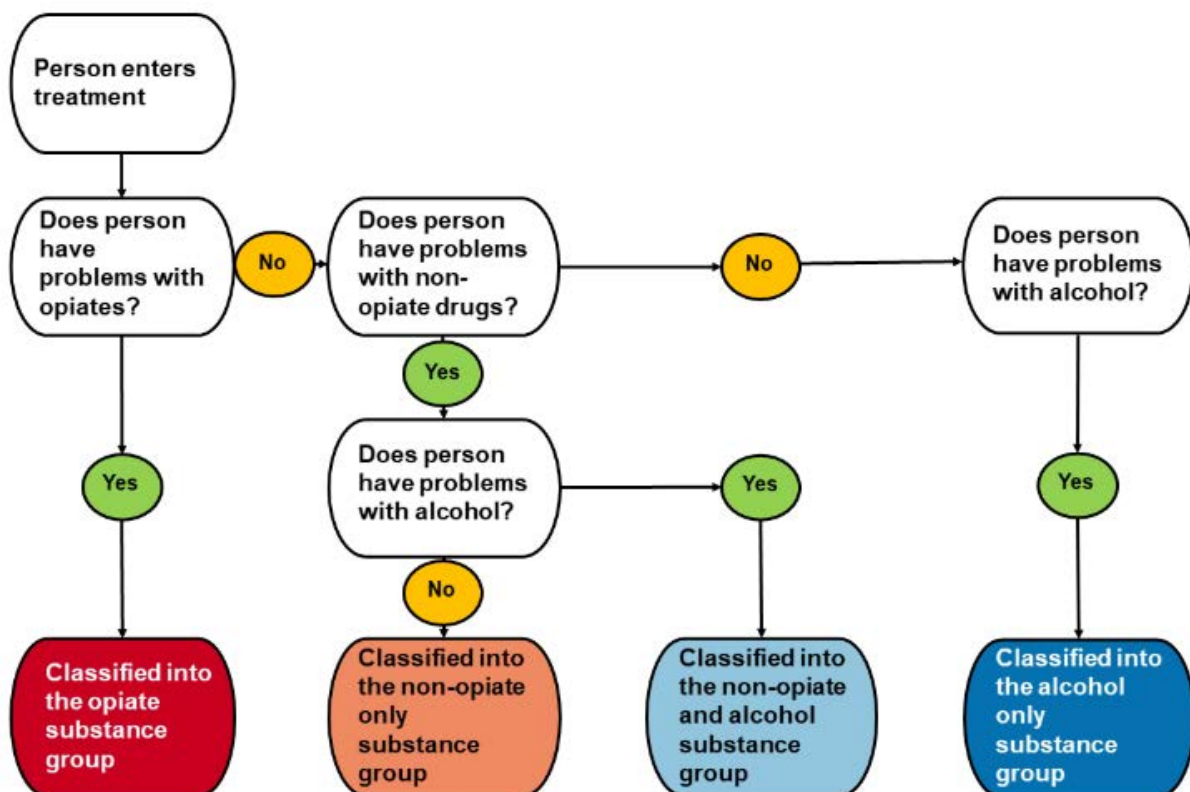 Person enters
treatment
Does person
have
problems with
opiates?
No
Does person
have problems
with non-
opiate drugs?
No
Does person
have problems
with alcohol?
Yes
Does person
have problems
with alcohol?
Yes
Yes
Yes
No
Classified into
the opiate
substance
group
Classified into
the non-opiate
only
substance
group
Classified into
the non-opiate
and alcohol
substance
group
Classified into
the alcohol
only
substance
group